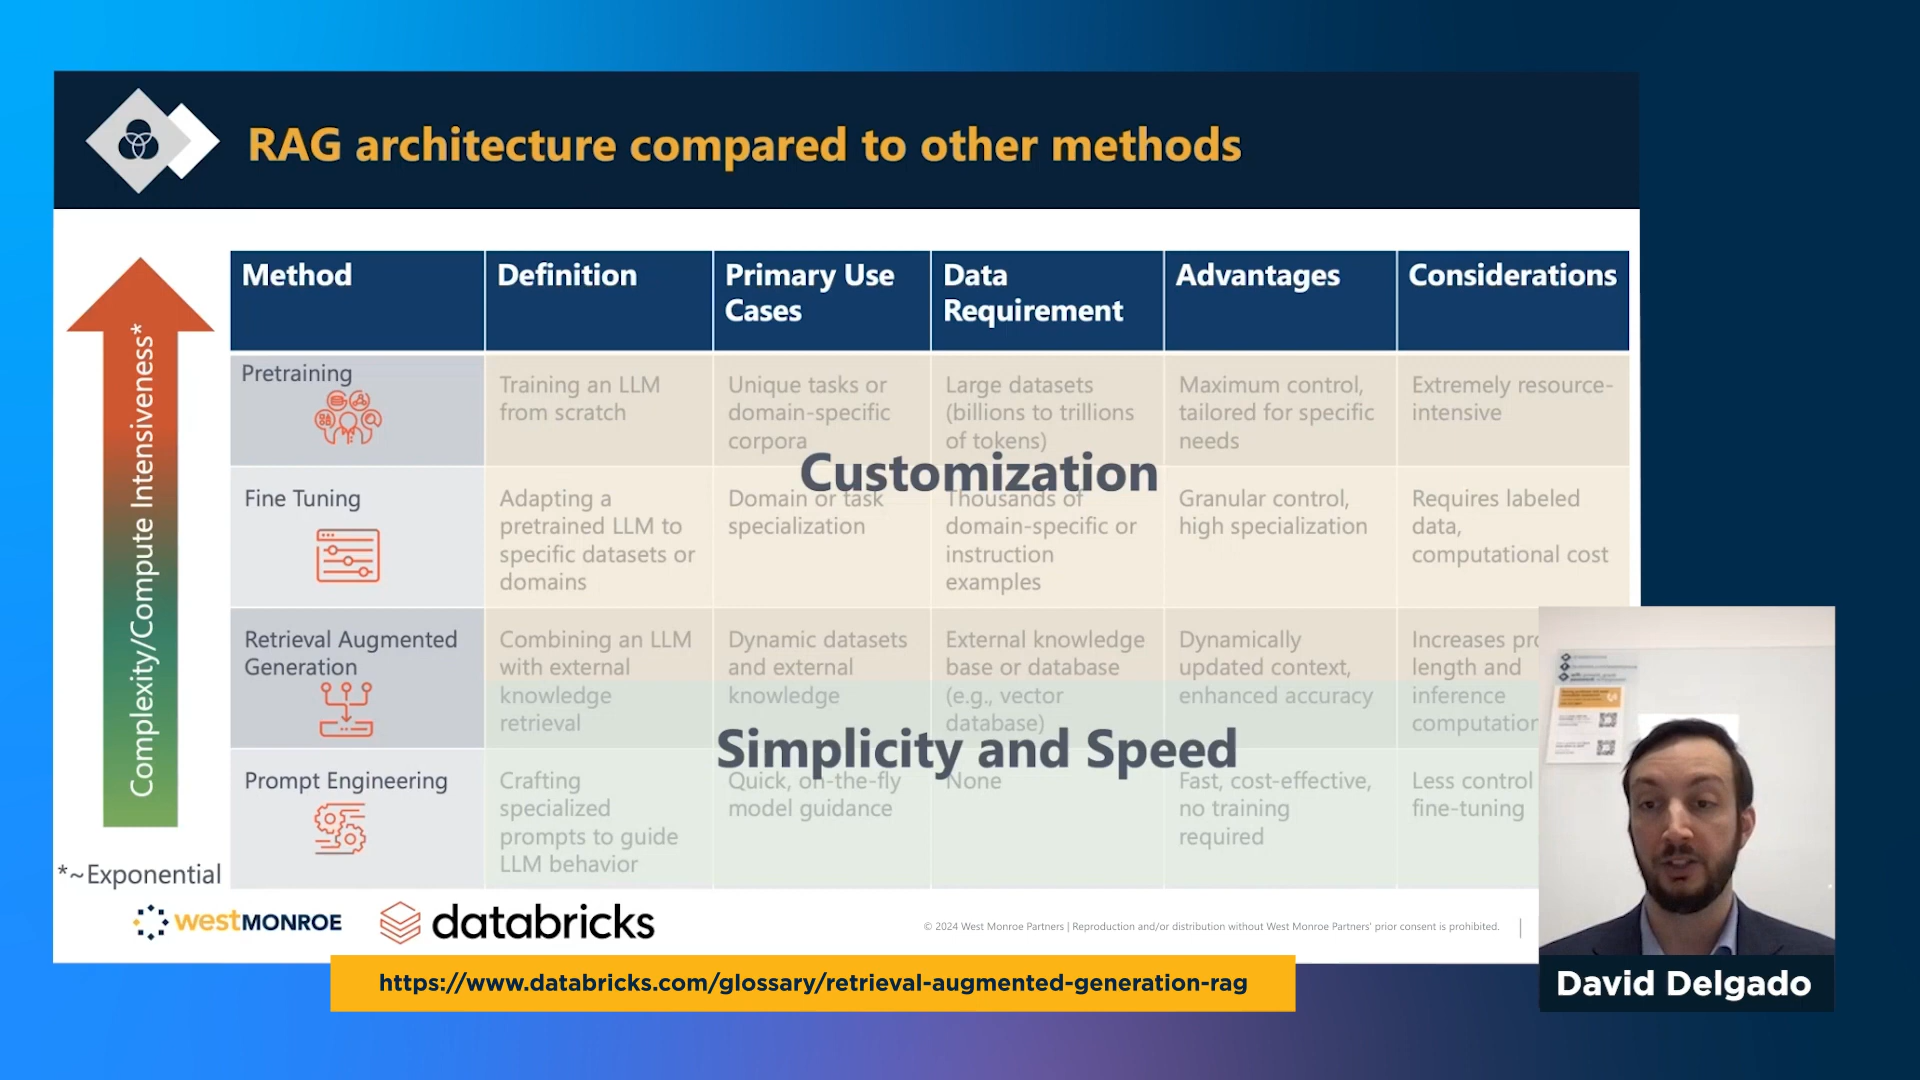 RAG architecture compared to other methods
Complexity/Compute Intensiveness*
*~Exponential
Method
Definition
Primary Use
Cases
Data
Requirement
Advantages
Considerations
Pretraining
Training an LLM
from scratch
Unique tasks or
domain-specific
corpora
Large datasets
(billions to trillions
of tokens)
Maximum control,
tailored for specific
needs
Extremely resource-
intensive
Customization
Fine Tuning
Adapting a
pretrained LLM to
specific datasets or
domains
Domain or task
specialization
Thousands of
domain-specific or
instruction
examples
Granular control,
high specialization
Requires labeled
data,
computational cost
Retrieval Augmented
Generation
Combining an LLM
with external
knowledge
retrieval
Dynamic datasets
and external
knowledge
External knowledge
base or database
(e.g., vector
database)
Dynamically
updated context,
enhanced accuracy
Increases
length and
inference
Simplicity and Speed
Prompt Engineering
Crafting
specialized
prompts to guide
LLM behavior
Quick, on-the-fly
model guidance
None
Fast, cost-effective,
no training
required
Less control
fine-tuning
westMONROE
databricks
© 2024 West Monroe Partners | Reproduction and/or distribution without West Monroe Partners' prior consent is prohibited.
https://www.databricks.com/glossary/retrieval-augmented-generation-rag
David Delgado